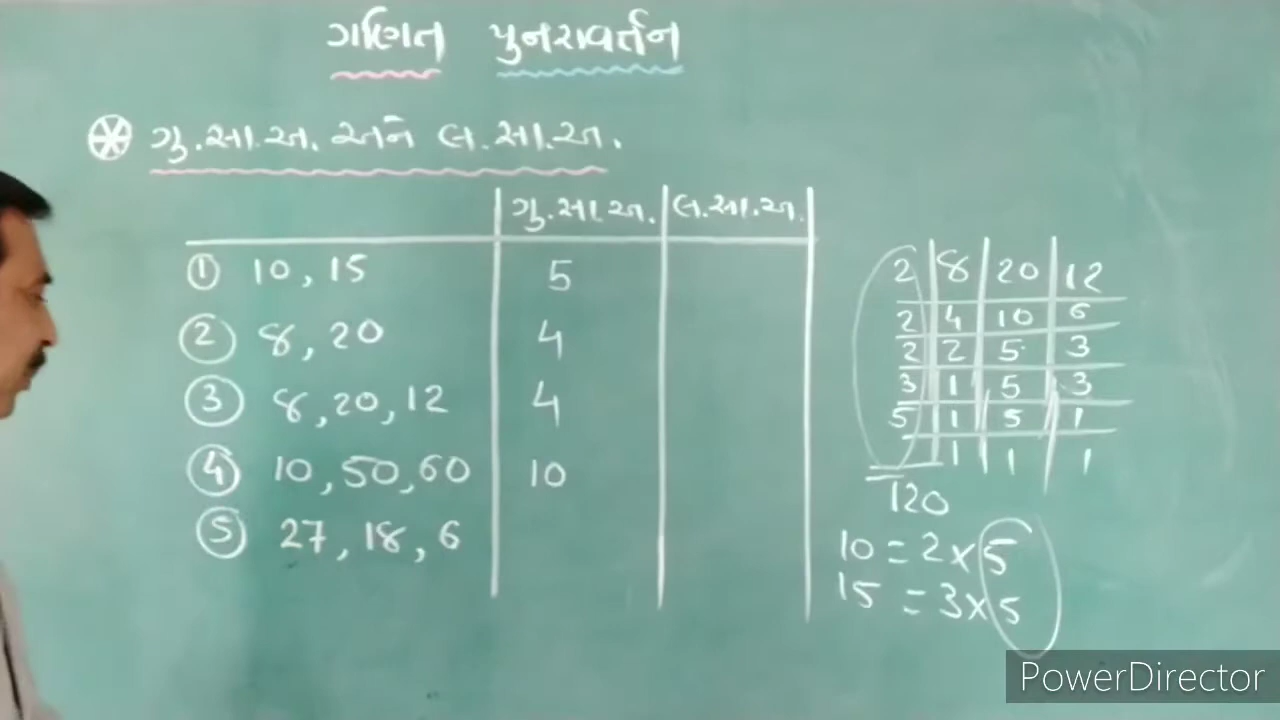 ગણિત પુનરાવર્તન
ગુ.સા.અ. અને લ.સા.અ.
ગુ.સા.અ. લ.સા.અ.
① 10, 15 5
② 8, 20 4
③ 8, 20, 12 4
④ 10, 50, 60 10
⑤ 27, 18, 6
2 8 20 12
2 4 10 6
2 2 5 3
3 1 5 3
5 1 5 1
1 1 1
120
10 = 2 × 5
15 = 3 × 5
PowerDirector